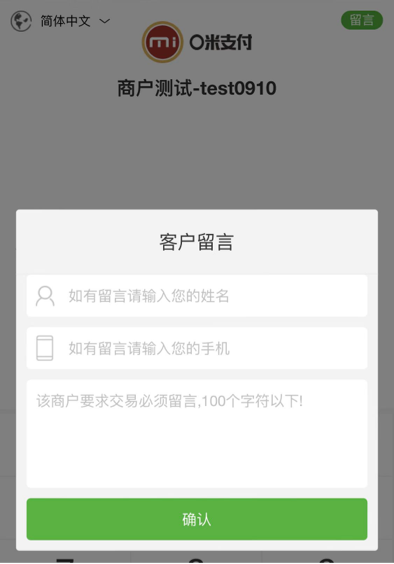 简体中文
留言
mi O米支付
商户测试-test0910
客户留言
如有留言请输入您的姓名
如有留言请输入您的手机
该商户要求交易必须留言,100个字符以下!
确认